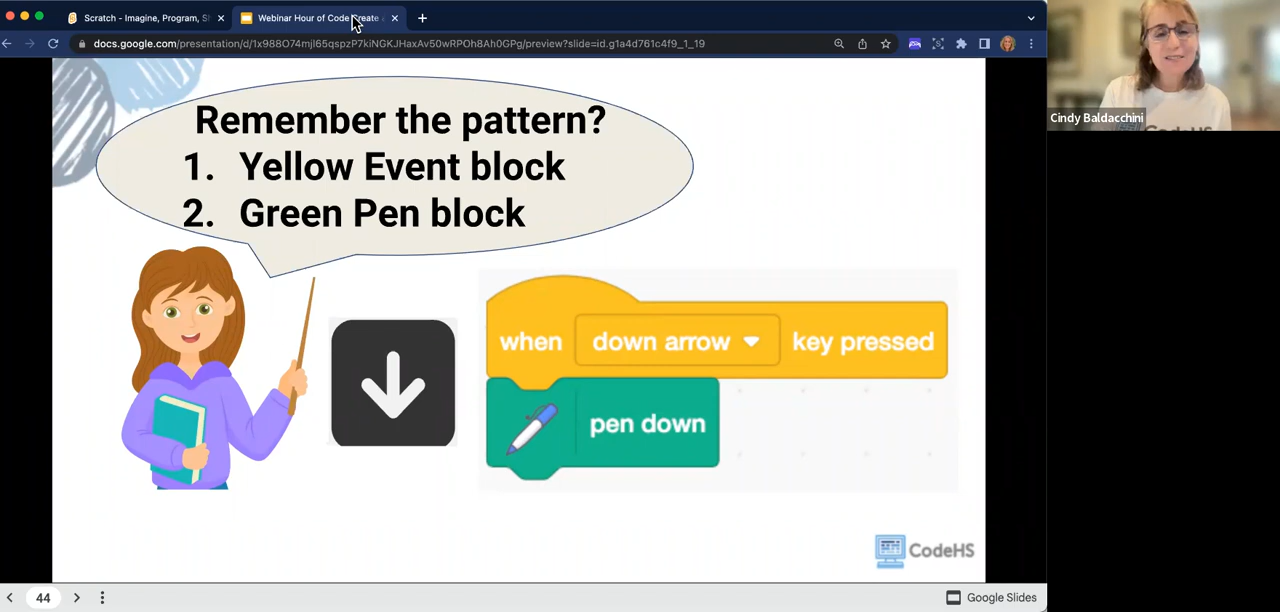 Scratch - Imagine, Program, Sh
Webinar Hour of Code Create a
docs.google.com/presentation/d/1x988O74mjI65qspzP7kiNGKJHaxAv50wRPOh8Ah0GPg/preview?slide=id.g1a4d761c4f9_1_19
Cindy Baldacchini
CodeHS
Remember the pattern?
1. Yellow Event block
2. Green Pen block
when down arrow key pressed
pen down
CodeHS
44
Google Slides